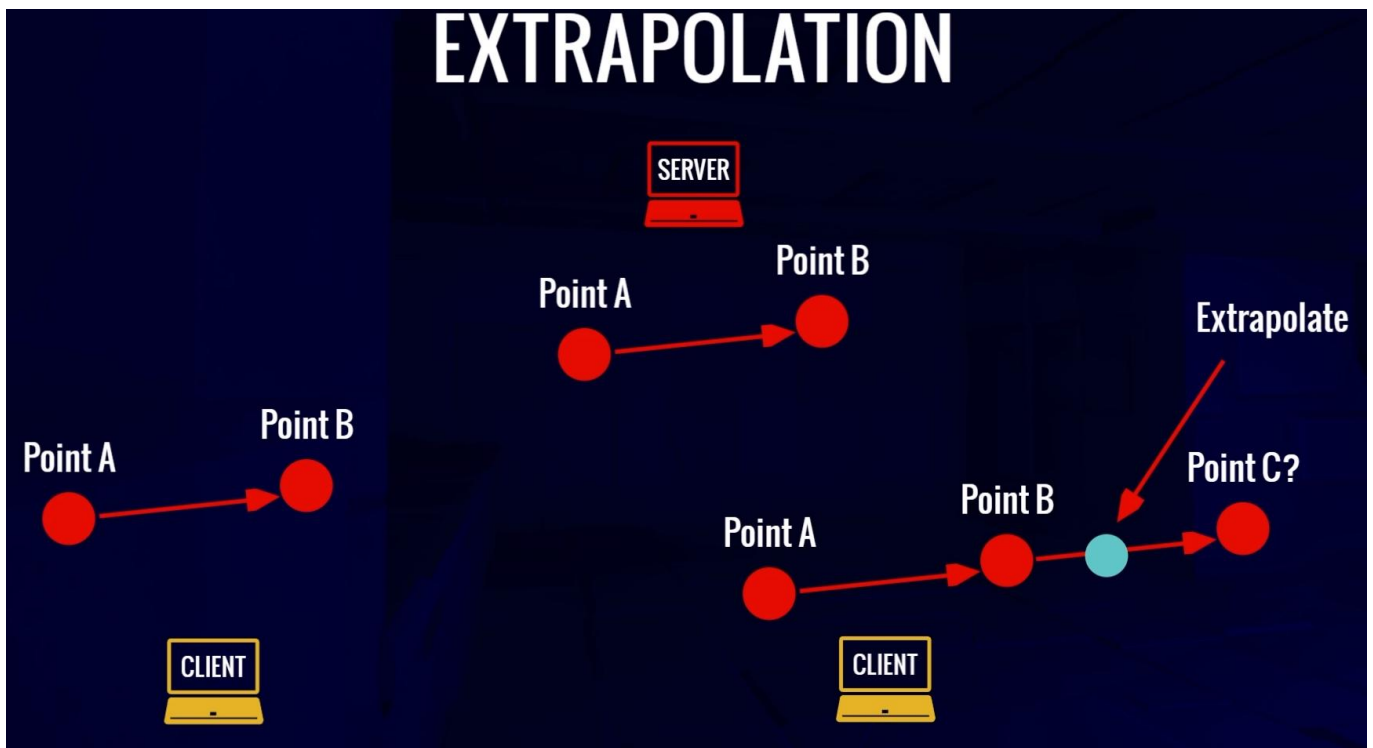 EXTRAPOLATION
SERVER
Point A
Point B
Extrapolate
Point A
Point B
Point A
Point B
Point C?
CLIENT
CLIENT